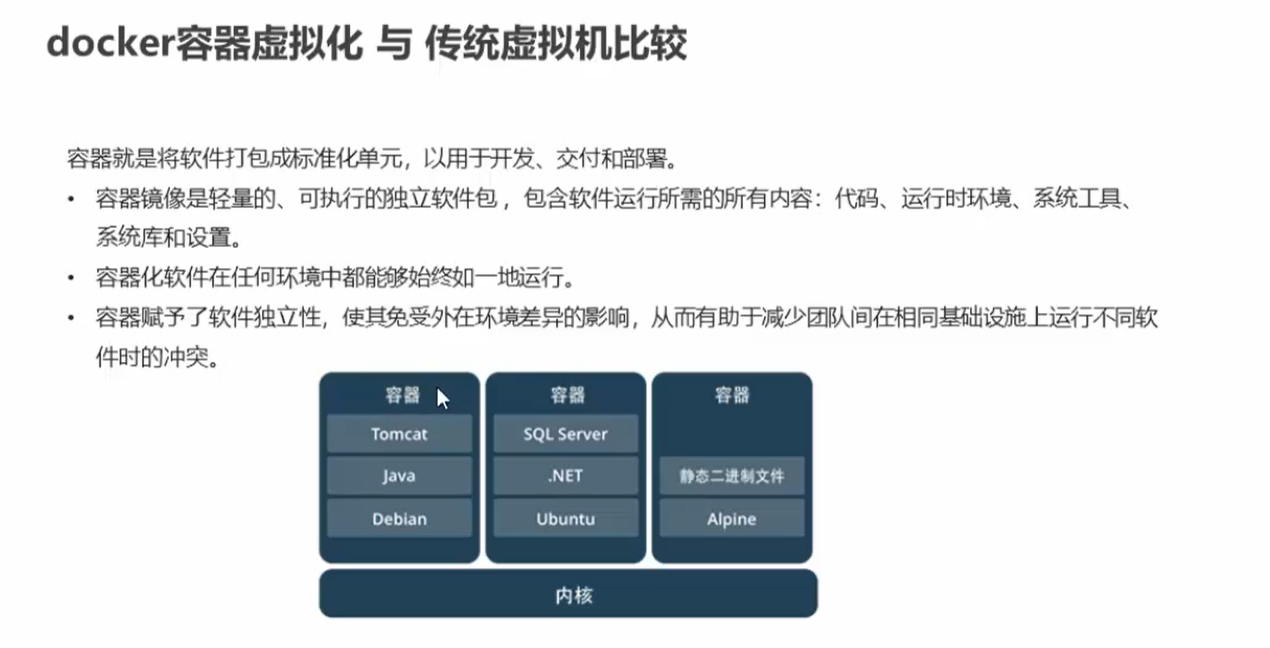 docker容器虚拟化 与 传统虚拟机比较
容器就是将软件打包成标准化单元，以用于开发、交付和部署。
• 容器镜像是轻量的、可执行的独立软件包 ，包含软件运行所需的所有内容：代码、运行时环境、系统工具、
系统库和设置。
• 容器化软件在任何环境中都能够始终如一地运行。
• 容器赋予了软件独立性，使其免受外在环境差异的影响，从而有助于减少团队间在相同基础设施上运行不同软
件时的冲突。
容器
Tomcat
Java
Debian
容器
SQL Server
.NET
Ubuntu
容器
静态二进制文件
Alpine
内核